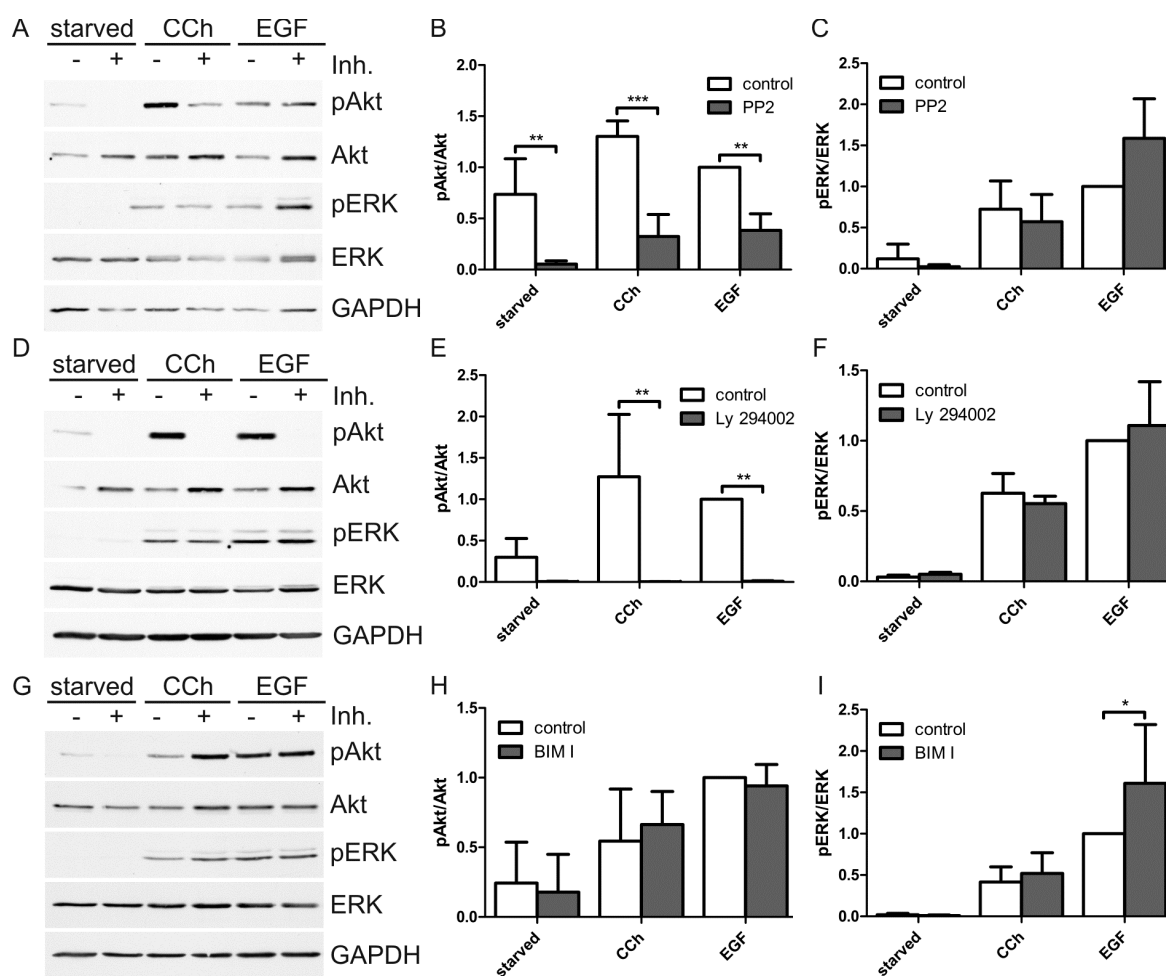 A
starved CCh EGF
- + - + - + Inh.
pAkt
Akt
pERK
ERK
GAPDH
B
2.0
1.5
1.0
0.5
0.0
pAkt/Akt
control
PP2
** *** **
starved CCh EGF
C
2.5
2.0
1.5
1.0
0.5
0.0
pERK/ERK
control
PP2
starved CCh EGF
D
starved CCh EGF
- + - + - + Inh.
pAkt
Akt
pERK
ERK
GAPDH
E
2.5
2.0
1.5
1.0
0.5
0.0
pAkt/Akt
control
Ly 294002
** **
starved CCh EGF
F
1.5
1.0
0.5
0.0
pERK/ERK
control
Ly 294002
starved CCh EGF
G
starved CCh EGF
- + - + - + Inh.
pAkt
Akt
pERK
ERK
GAPDH
H
1.5
1.0
0.5
0.0
pAkt/Akt
control
BIM I
starved CCh EGF
I
2.5
2.0
1.5
1.0
0.5
0.0
pERK/ERK
control
BIM I
*
starved CCh EGF